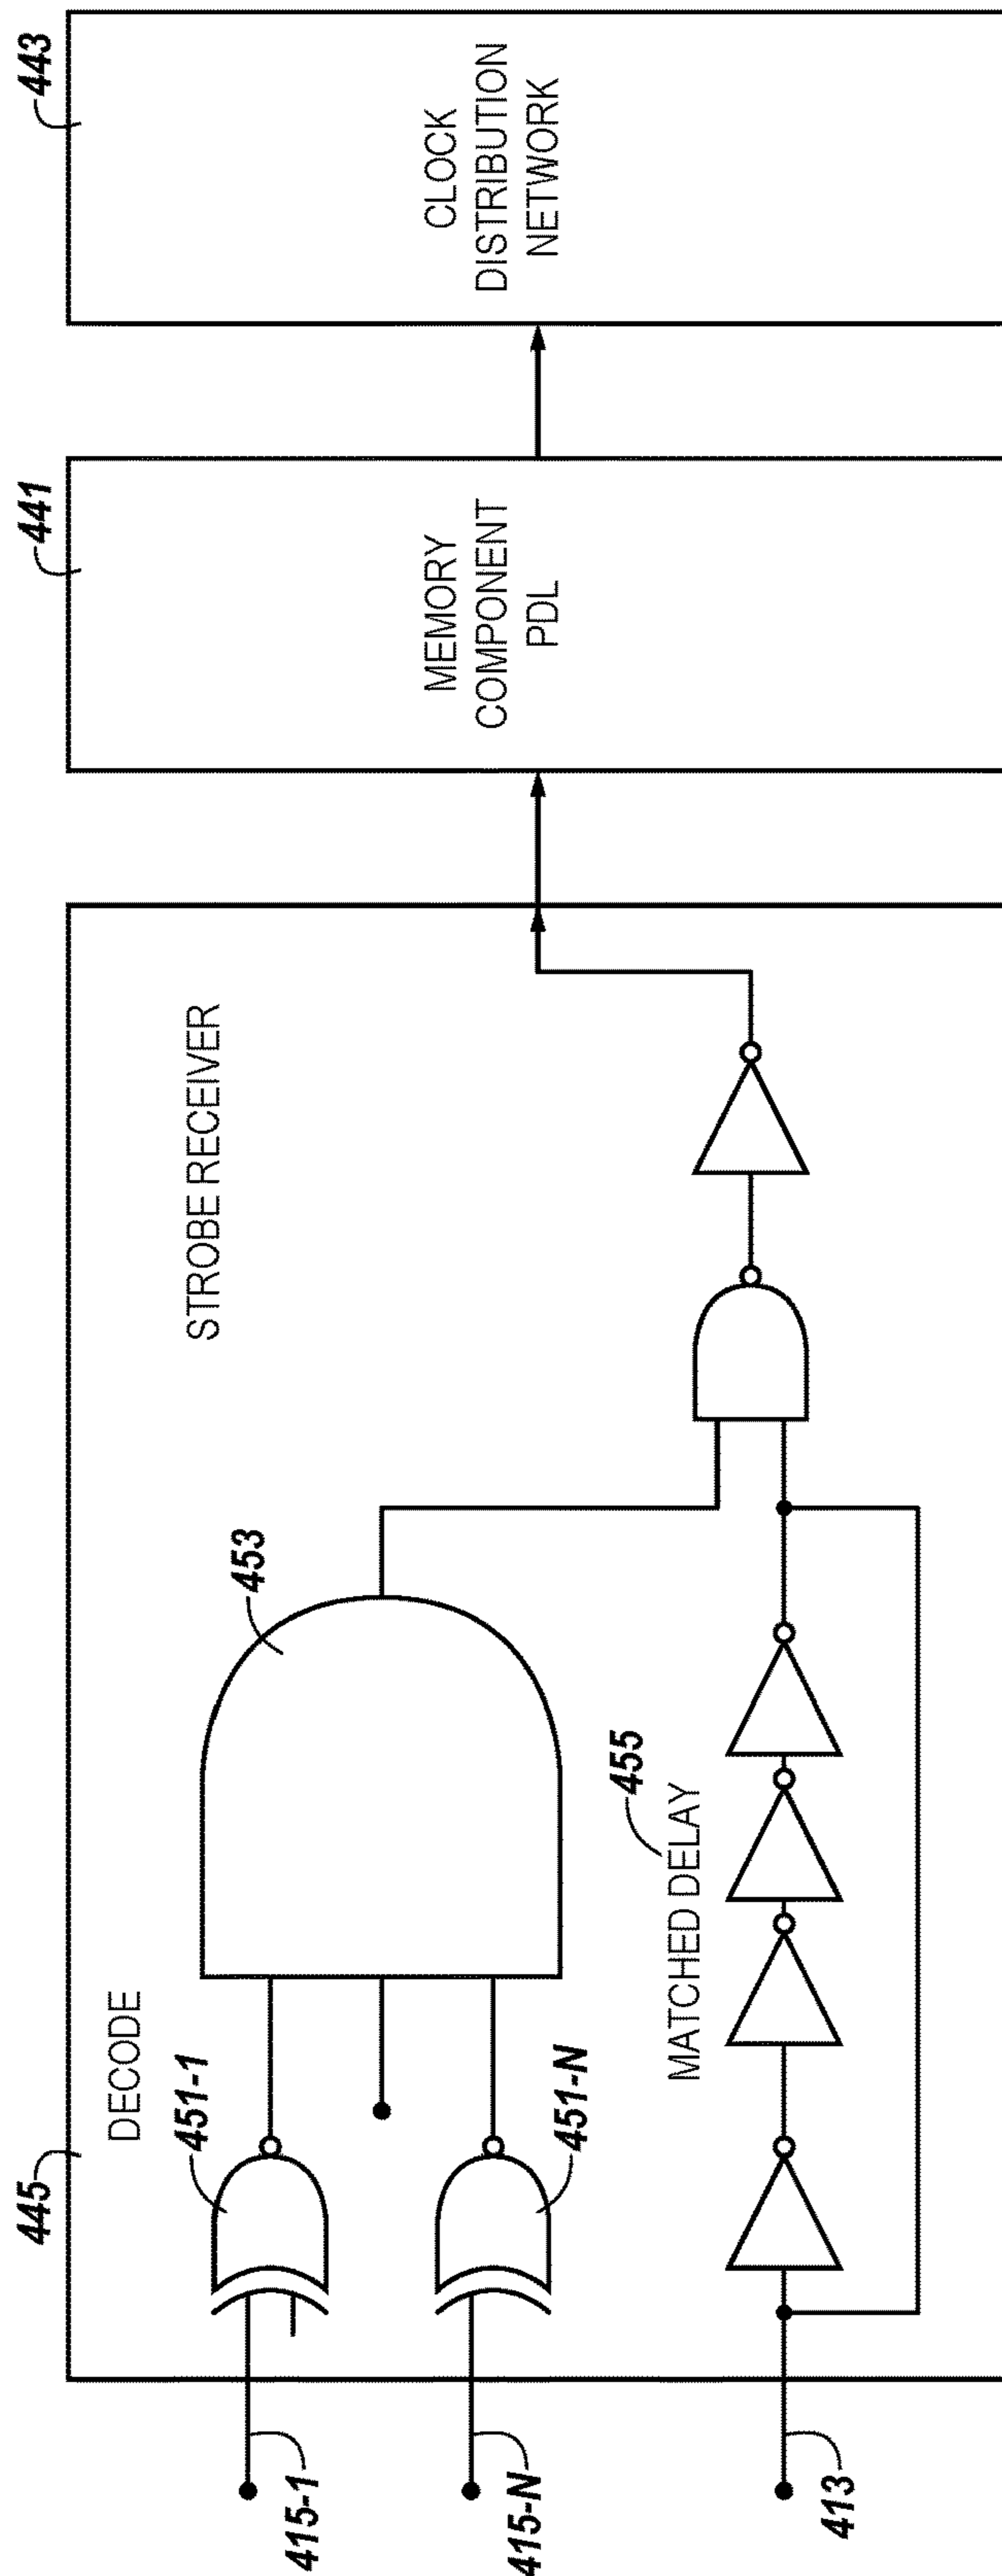 445
DECODE
STROBE RECEIVER
441
MEMORY
COMPONENT
PDL
443
CLOCK
DISTRIBUTION
NETWORK
415-1
451-1
453
415-N
451-N
MATCHED DELAY
455
413